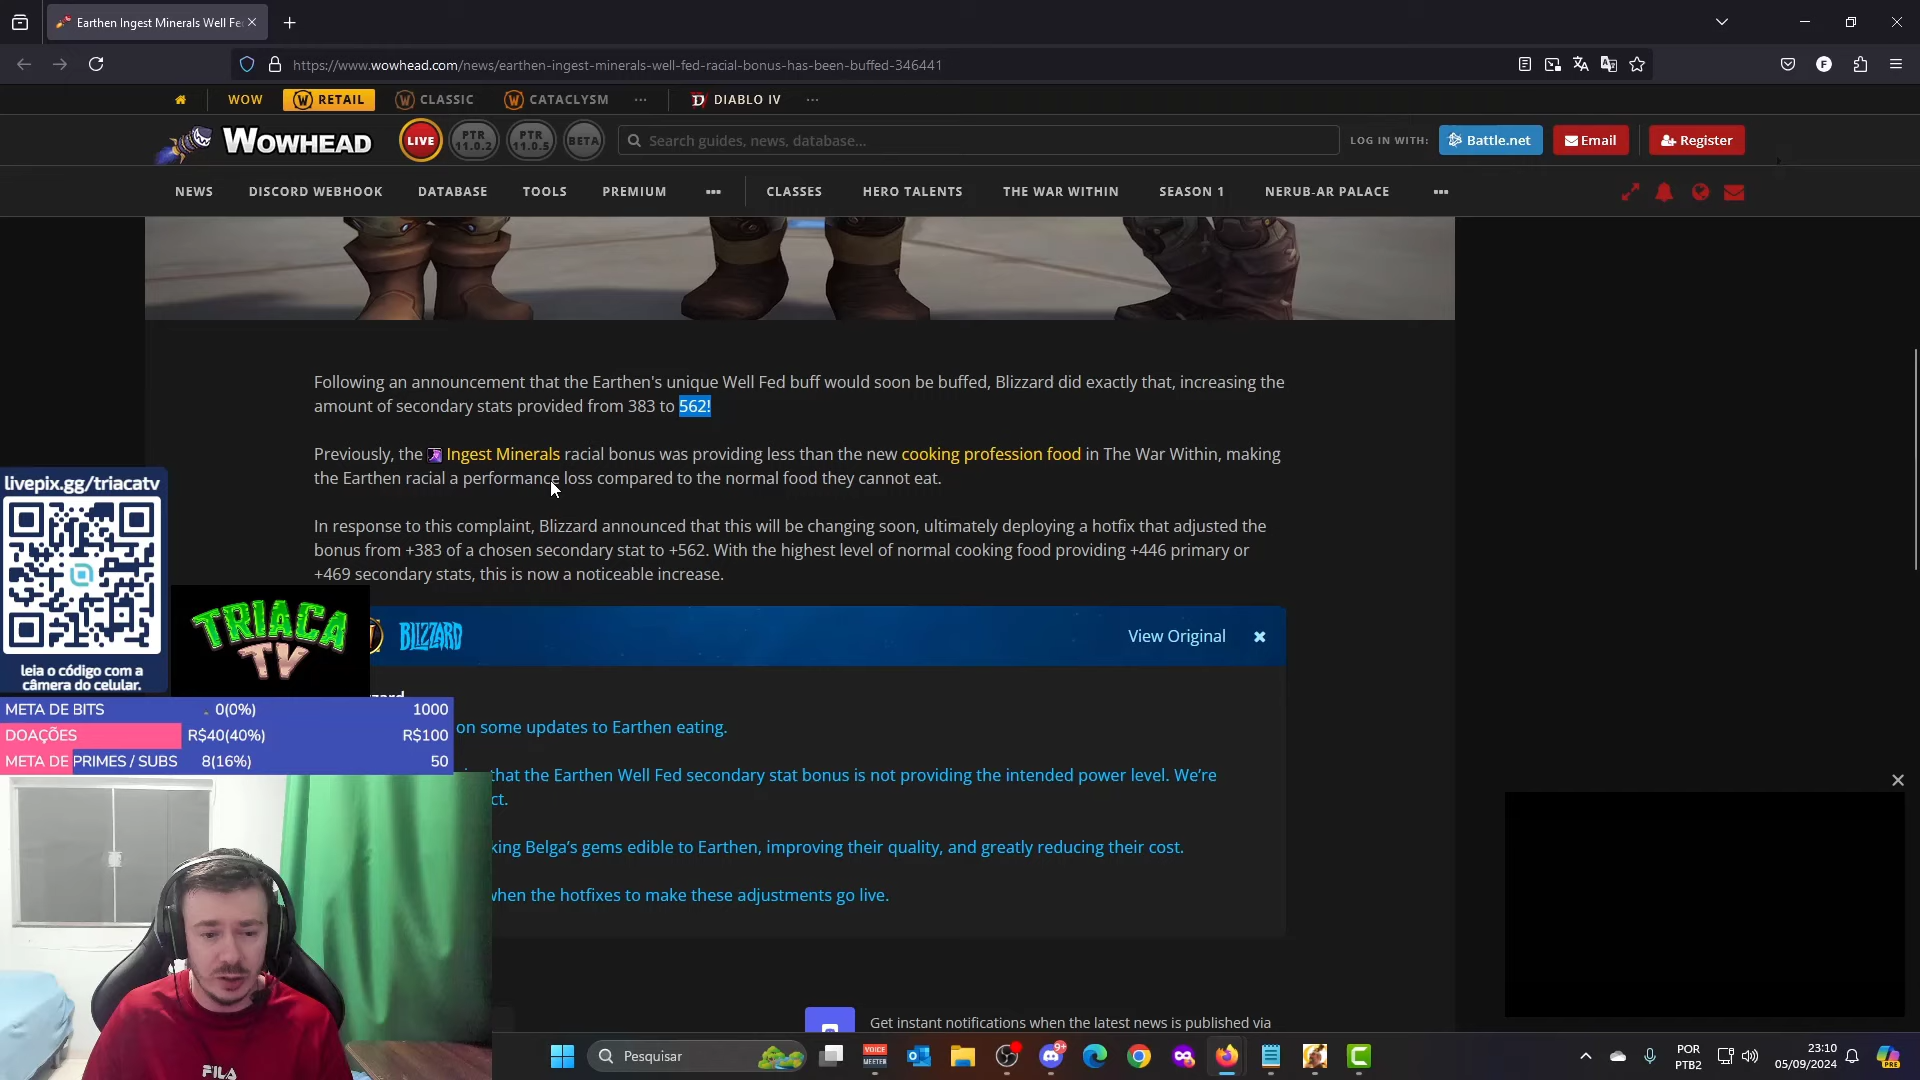 Earthen Ingest Minerals Well Fe
https://www.wowhead.com/news/earthen-ingest-minerals-well-fed-racial-bonus-has-been-buffed-346441
WOW
RETAIL
CLASSIC
CATACLYSM
DIABLO IV
WOWHEAD
LIVE
PTR 11.0.2
PTR 11.0.5
BETA
Search guides, news, database...
LOG IN WITH:
Battle.net
Email
Register
NEWS
DISCORD WEBHOOK
DATABASE
TOOLS
PREMIUM
CLASSES
HERO TALENTS
THE WAR WITHIN
SEASON 1
NERUB-AR PALACE
Following an announcement that the Earthen's unique Well Fed buff would soon be buffed, Blizzard did exactly that, increasing the
amount of secondary stats provided from 383 to 562!
Previously, the Ingest Minerals racial bonus was providing less than the new cooking profession food in The War Within, making
the Earthen racial a performance loss compared to the normal food they cannot eat.
In response to this complaint, Blizzard announced that this will be changing soon, ultimately deploying a hotfix that adjusted the
bonus from +383 of a chosen secondary stat to +562. With the highest level of normal cooking food providing +446 primary or
+469 secondary stats, this is now a noticeable increase.
BLIZZARD
View Original
on some updates to Earthen eating.
that the Earthen Well Fed secondary stat bonus is not providing the intended power level. We're
ct.
king Belga's gems edible to Earthen, improving their quality, and greatly reducing their cost.
when the hotfixes to make these adjustments go live.
Get instant notifications when the latest news is published via
livepix.gg/triacatv
leia o código com a
câmera do celular.
TRIACA
TV
META DE BITS 0(0%) 1000
DOAÇÕES R$40(40%) R$100
META DE PRIMES / SUBS 8(16%) 50
FILA
Pesquisar
VOICE
MEETER
9+
F
POR
PTB2
23:10
05/09/2024
PRE